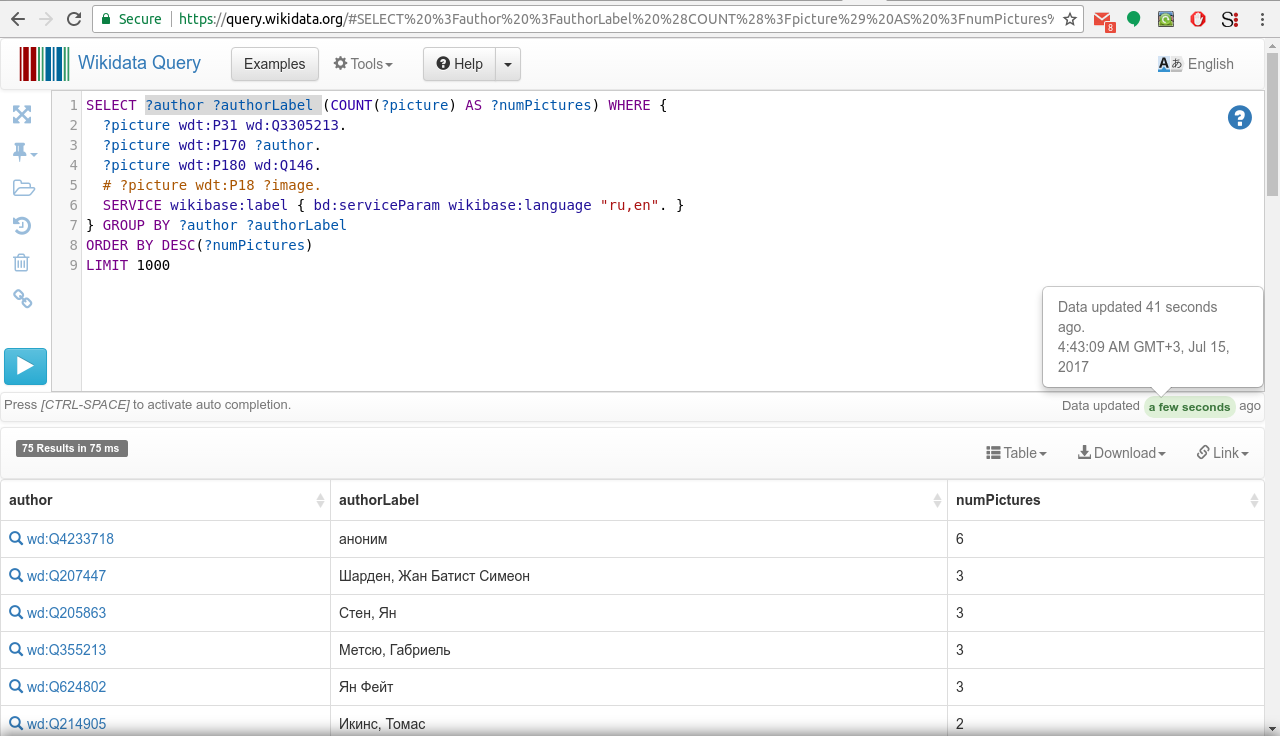 Secure https://query.wikidata.org/#SELECT%20%3Fauthor%20%3FauthorLabel%20%28COUNT%28%3Fpicture%29%20AS%20%3FnumPictures%
8
Wikidata Query
Examples
Tools
Help
English
1 SELECT ?author ?authorLabel (COUNT(?picture) AS ?numPictures) WHERE {
2 ?picture wdt:P31 wd:Q3305213.
3 ?picture wdt:P170 ?author.
4 ?picture wdt:P180 wd:Q146.
5 # ?picture wdt:P18 ?image.
6 SERVICE wikibase:label { bd:serviceParam wikibase:language "ru,en". }
7 } GROUP BY ?author ?authorLabel
8 ORDER BY DESC(?numPictures)
9 LIMIT 1000
Data updated 41 seconds
ago.
4:43:09 AM GMT+3, Jul 15,
2017
Press [CTRL-SPACE] to activate auto completion.
Data updated a few seconds ago
75 Results in 75 ms
Table
Download
Link
author authorLabel numPictures
wd:Q4233718 аноним 6
wd:Q207447 Шарден, Жан Батист Симеон 3
wd:Q205863 Стен, Ян 3
wd:Q355213 Метсю, Габриель 3
wd:Q624802 Ян Фейт 3
wd:Q214905 Икинс, Томас 2